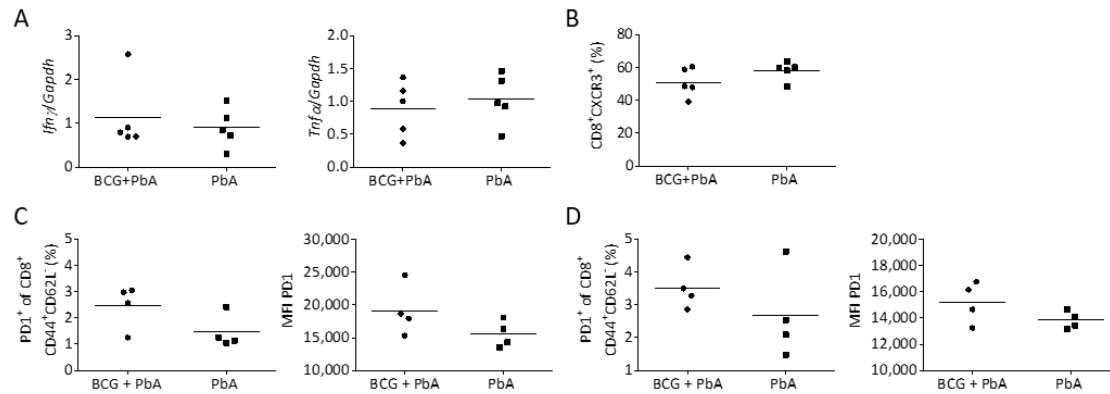 A
B
Ifnγ/Gapdh
3
2
1
0
BCG+PbA
PbA
Tnfα/Gapdh
2.0
1.5
1.0
0.5
0.0
BCG+PbA
PbA
CD8⁺CXCR3⁺ (%)
80
60
40
20
0
BCG+PbA
PbA
C
D
PD1⁺ of CD8⁺
CD44⁺CD62L⁻ (%)
5
4
3
2
1
0
BCG + PbA
PbA
MFI PD1
30,000
25,000
20,000
15,000
10,000
BCG + PbA
PbA
PD1⁺ of CD8⁺
CD44⁺CD62L⁻ (%)
5
4
3
2
1
BCG + PbA
PbA
MFI PD1
20,000
18,000
16,000
14,000
12,000
10,000
BCG + PbA
PbA